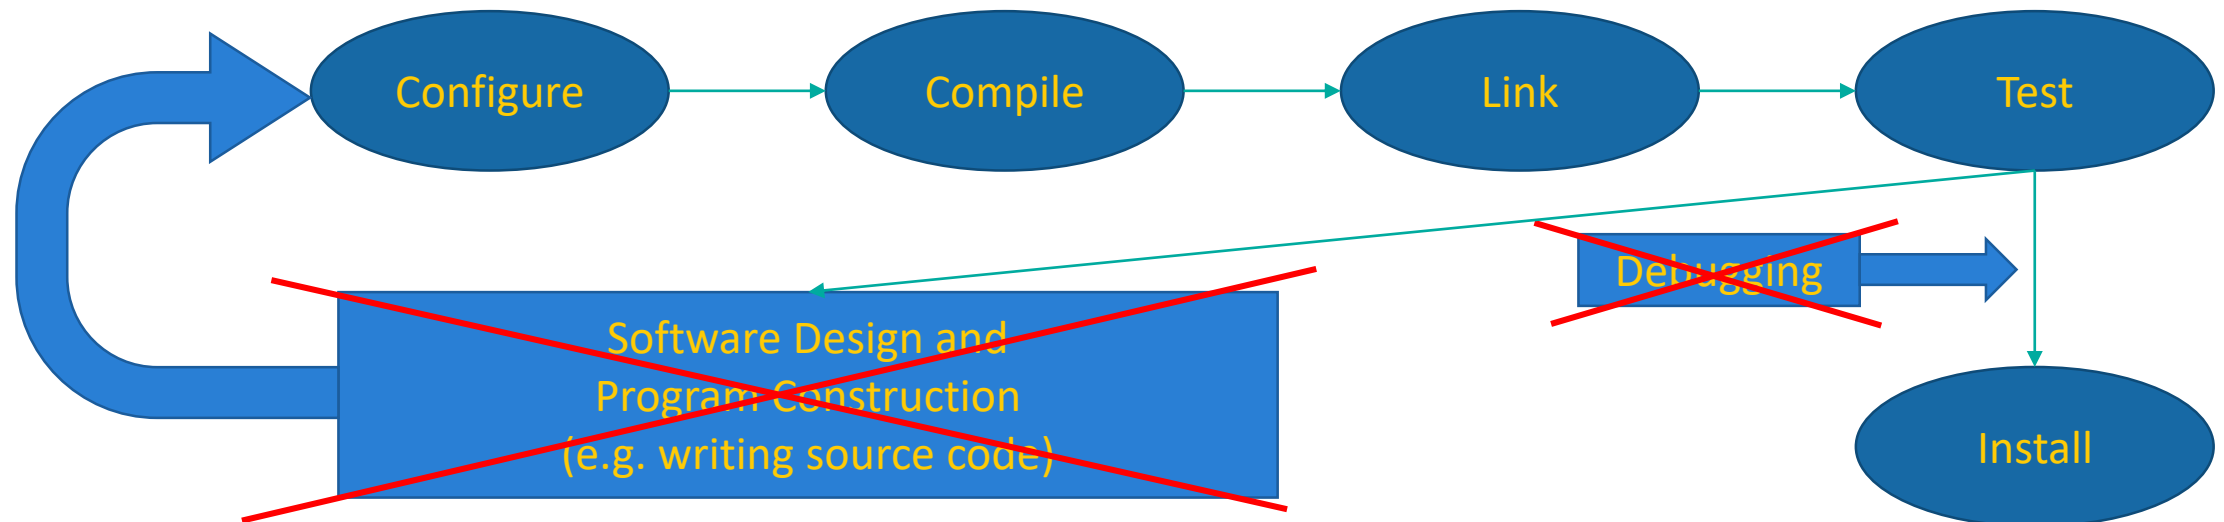 Configure
Compile
Link
Test
Debugging
Software Design and
Program Construction
(e.g. writing source code)
Install